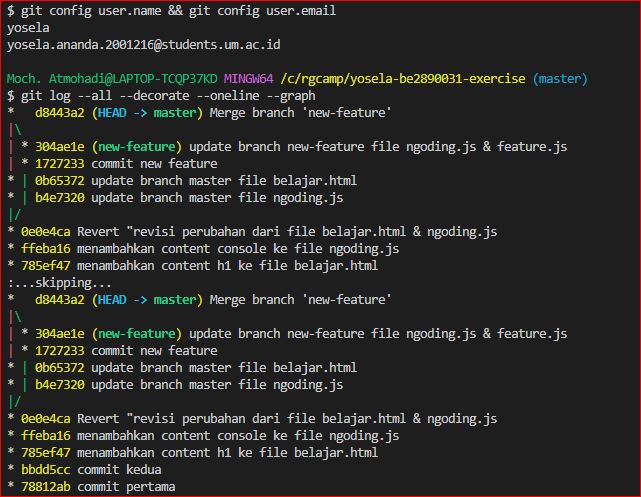 $ git config user.name && git config user.email
yosela
yosela.ananda.2001216@students.um.ac.id
Moch. Atmohadi@LAPTOP-TCQP37KD MINGW64 /c/rgcamp/yosela-be2890031-exercise (master)
$ git log --all --decorate --oneline --graph
*   d8443a2 (HEAD -> master) Merge branch 'new-feature'
|\
| * 304ae1e (new-feature) update branch new-feature file ngoding.js & feature.js
| * 1727233 commit new feature
* | 0b65372 update branch master file belajar.html
* | b4e7320 update branch master file ngoding.js
|/
* 0e0e4ca Revert "revisi perubahan dari file belajar.html & ngoding.js
* ffeba16 menambahkan content console ke file ngoding.js
* 785ef47 menambahkan content h1 ke file belajar.html
:...skipping...
*   d8443a2 (HEAD -> master) Merge branch 'new-feature'
|\
| * 304ae1e (new-feature) update branch new-feature file ngoding.js & feature.js
| * 1727233 commit new feature
* | 0b65372 update branch master file belajar.html
* | b4e7320 update branch master file ngoding.js
|/
* 0e0e4ca Revert "revisi perubahan dari file belajar.html & ngoding.js
* ffeba16 menambahkan content console ke file ngoding.js
* 785ef47 menambahkan content h1 ke file belajar.html
* bbdd5cc commit kedua
* 78812ab commit pertama